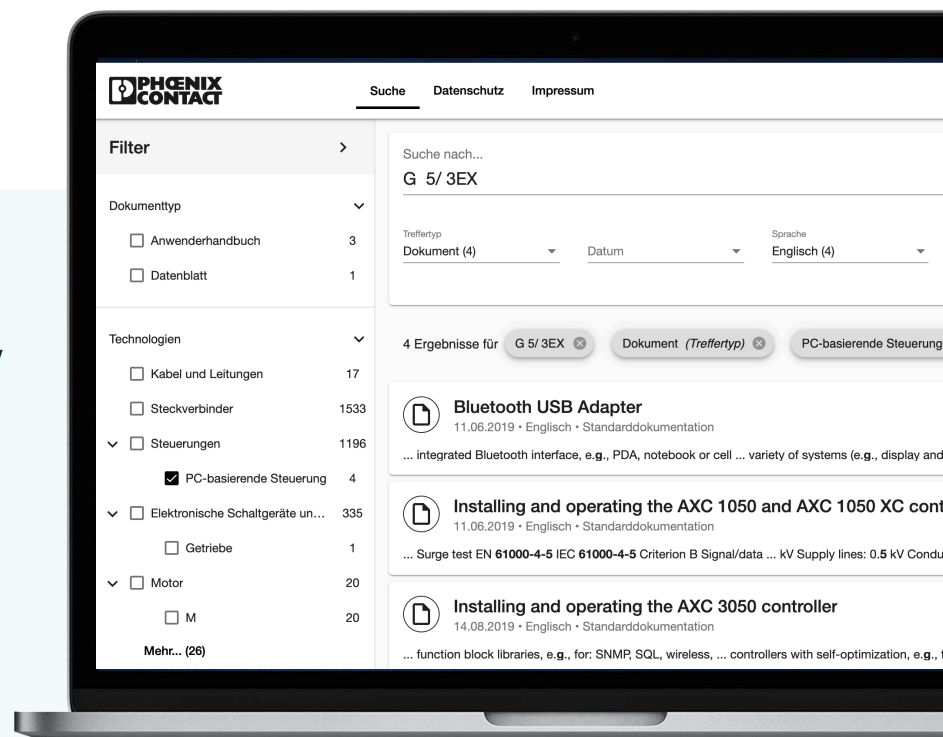 PHŒNIX
CONTACT
Suche Datenschutz Impressum
Filter
Dokumenttyp
Anwenderhandbuch 3
Datenblatt 1
Technologien
Kabel und Leitungen 17
Steckverbinder 1533
Steuerungen 1196
PC-basierende Steuerung 4
Elektronische Schaltgeräte un... 335
Getriebe 1
Motor 20
M 20
Mehr... (26)
Suche nach...
G 5/ 3EX
Treffertyp
Dokument (4)
Datum
Sprache
Englisch (4)
4 Ergebnisse für G 5/ 3EX Dokument (Treffertyp) PC-basierende Steuerung
Bluetooth USB Adapter
11.06.2019 • Englisch • Standarddokumentation
... integrated Bluetooth interface, e.g., PDA, notebook or cell ... variety of systems (e.g., display and
Installing and operating the AXC 1050 and AXC 1050 XC cont
11.06.2019 • Englisch • Standarddokumentation
... Surge test EN 61000-4-5 IEC 61000-4-5 Criterion B Signal/data ... kV Supply lines: 0.5 kV Condu
Installing and operating the AXC 3050 controller
14.08.2019 • Englisch • Standarddokumentation
... function block libraries, e.g., for: SNMP, SQL, wireless, ... controllers with self-optimization, e.g., f